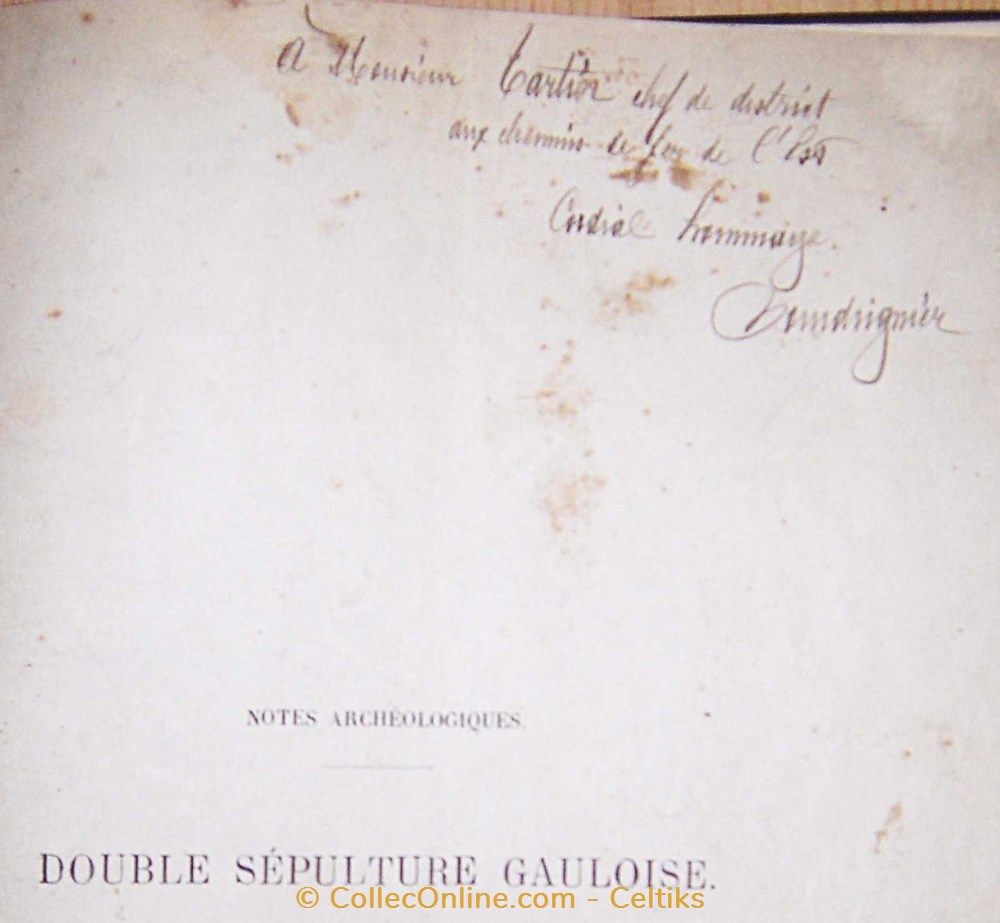 A Monsieur Tartier chef de district
aux chemins de fer de l'Est
Cordial hommage.
NOTES ARCHÉOLOGIQUES.
DOUBLE SÉPULTURE GAULOISE.
© CollecOnline.com - Celtiks